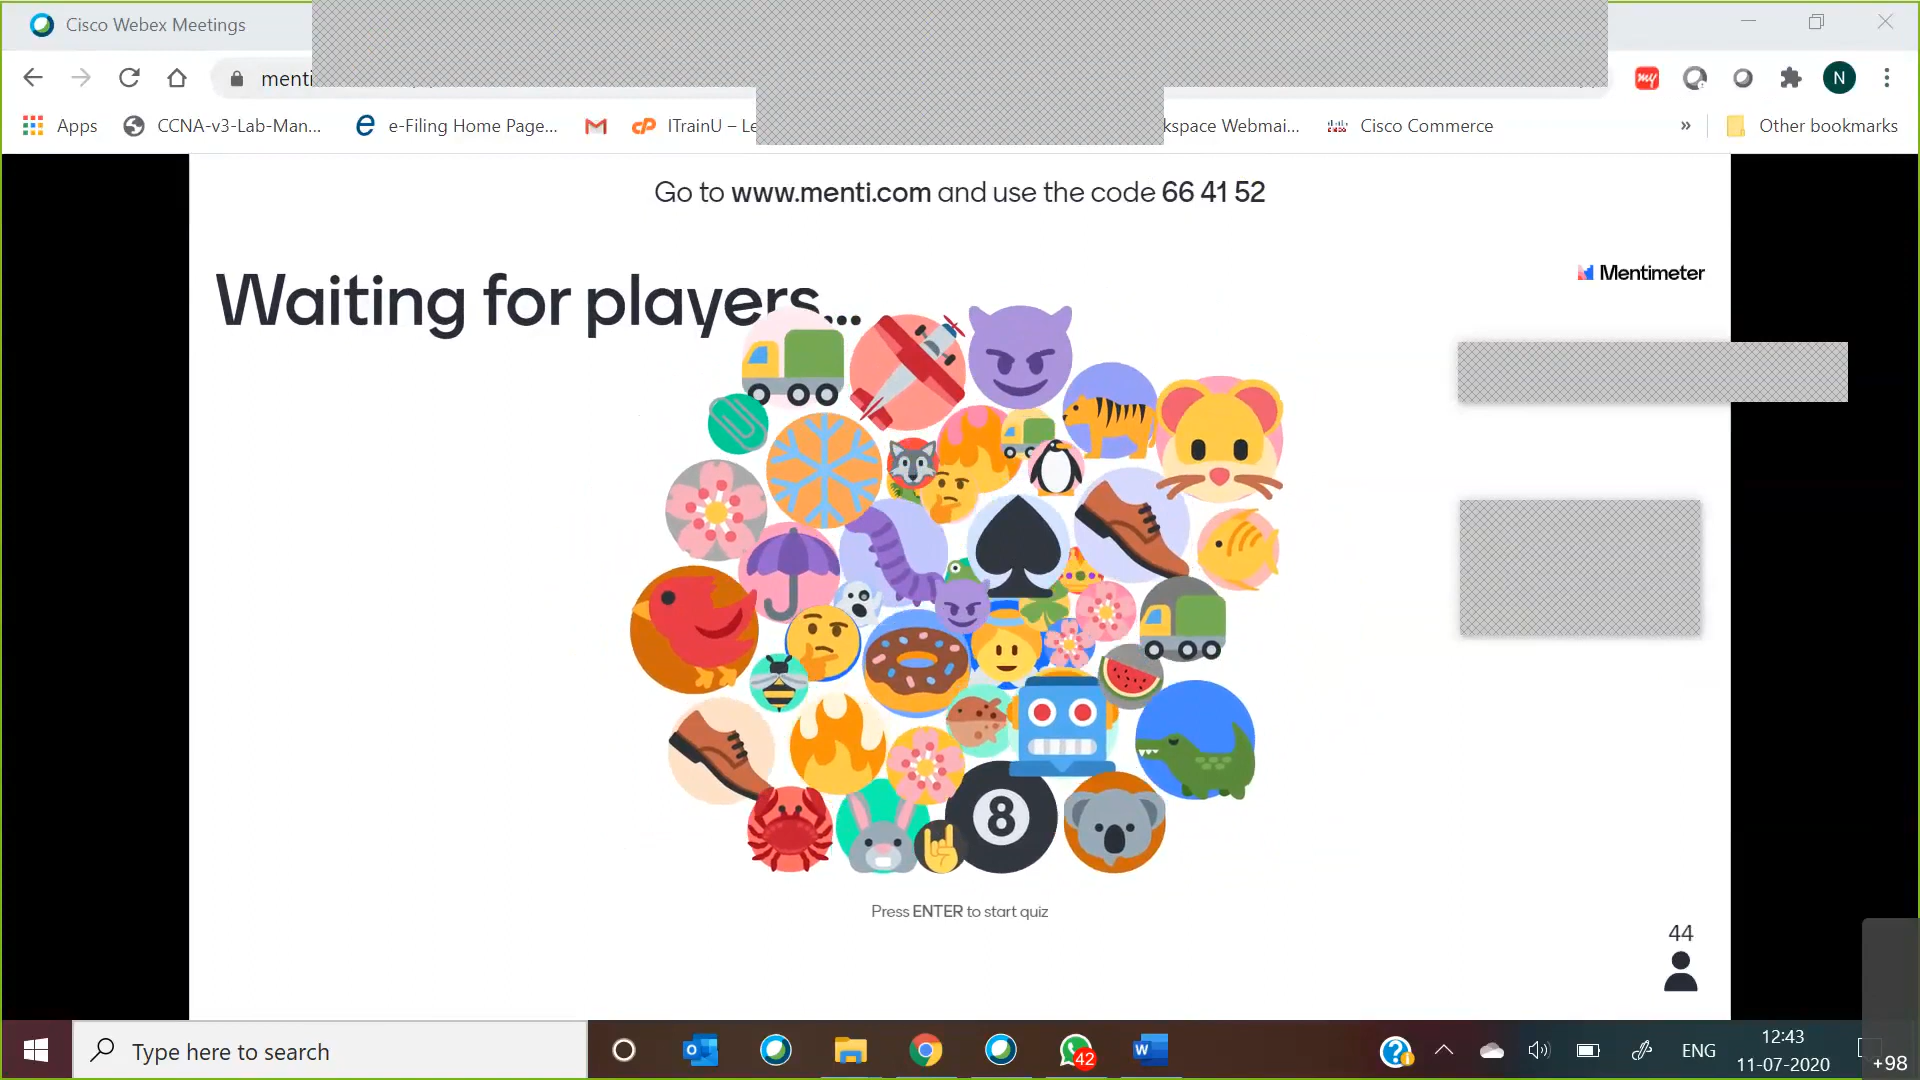 Cisco Webex Meetings
menti
my
N
Apps
CCNA-v3-Lab-Man...
e-Filing Home Page...
ITrainU – Le
kspace Webmai...
Cisco Commerce
»
Other bookmarks
Go to www.menti.com and use the code 66 41 52
Waiting for players...
Mentimeter
8
Press ENTER to start quiz
44
Type here to search
42
ENG
12:43
11-07-2020
+98